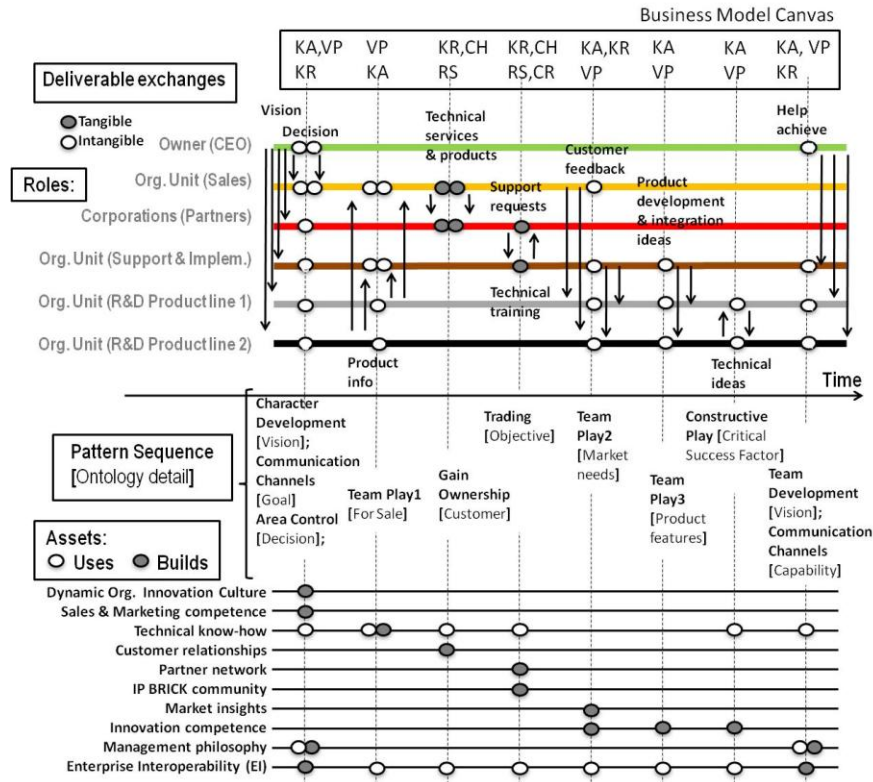 Business Model Canvas
KA,VP VP KR,CH KR,CH KA,KR KA KA KA, VP
KR KA RS RS,CR VP VP VP KR
Deliverable exchanges
Tangible
Intangible
Vision
Decision
Technical
services
& products
Help
achieve
Owner (CEO)
Customer
feedback
Roles:
Org. Unit (Sales)
Support
requests
Product
development
& integration
ideas
Corporations (Partners)
Org. Unit (Support & Implem.)
Technical
training
Org. Unit (R&D Product line 1)
Org. Unit (R&D Product line 2)
Product
info
Technical
ideas
Time
Pattern Sequence
[Ontology detail]
Character
Development
[Vision];
Communication
Channels
[Goal]
Area Control
[Decision];
Team Play1
[For Sale]
Gain
Ownership
[Customer]
Trading
[Objective]
Team
Play2
[Market
needs]
Team
Play3
[Product
features]
Constructive
Play [Critical
Success Factor]
Team
Development
[Vision];
Communication
Channels
[Capability]
Assets:
Uses Builds
Dynamic Org. Innovation Culture
Sales & Marketing competence
Technical know-how
Customer relationships
Partner network
IP BRICK community
Market insights
Innovation competence
Management philosophy
Enterprise Interoperability (EI)